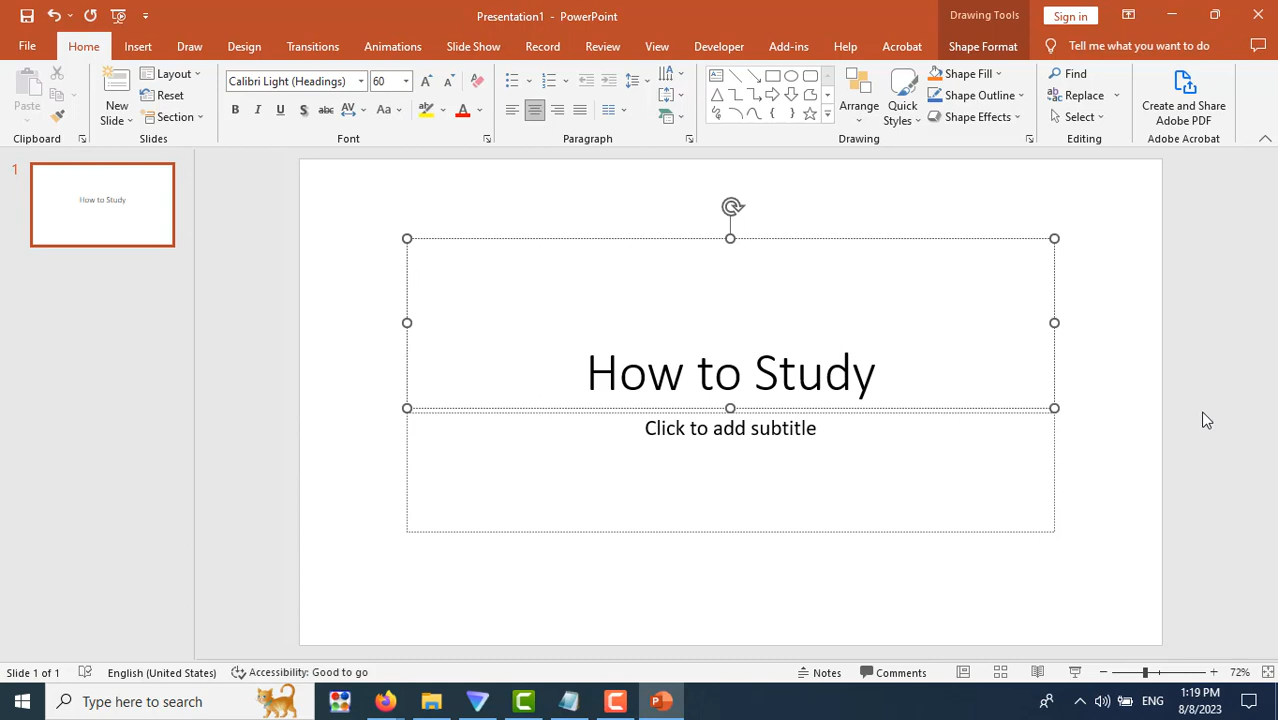 Presentation1 - PowerPoint
Drawing Tools
Sign in
File
Home
Insert
Draw
Design
Transitions
Animations
Slide Show
Record
Review
View
Developer
Add-ins
Help
Acrobat
Shape Format
Tell me what you want to do
Paste
Clipboard
New
Slide
Layout
Reset
Section
Slides
Calibri Light (Headings)
60
A
A
A
B
I
U
S
abc
AV
Aa
A
Font
Paragraph
Arrange
Quick
Styles
Shape Fill
Shape Outline
Shape Effects
Drawing
Find
Replace
Select
Editing
Create and Share
Adobe PDF
Adobe Acrobat
1
How to Study
How to Study
Click to add subtitle
Slide 1 of 1
English (United States)
Accessibility: Good to go
Notes
Comments
72%
Type here to search
ENG
1:19 PM
8/8/2023